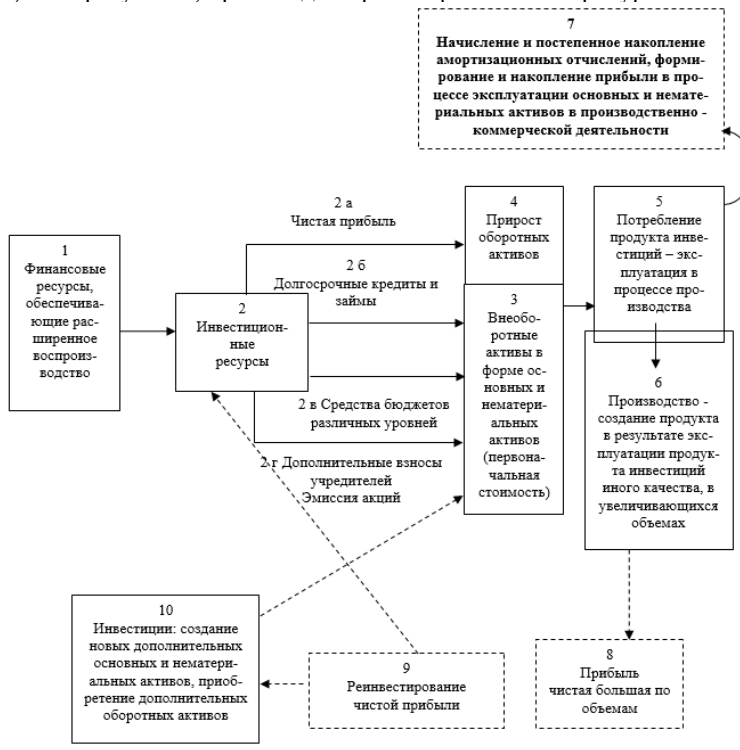 7
Начисление и постепенное накопление
амортизационных отчислений, форми-
рование и накопление прибыли в про-
цессе эксплуатации основных и немате-
риальных активов в производственно -
коммерческой деятельности
1
Финансовые
ресурсы,
обеспечива-
ющие рас-
ширенное
воспроиз-
водство
2
Инвестицион-
ные
ресурсы
2 а
Чистая прибыль
2 б
Долгосрочные кредиты и
займы
2 в Средства бюджетов
различных уровней
2 г Дополнительные взносы
учредителей
Эмиссия акций
4
Прирост
оборотных
активов
3
Внеобо-
ротные
активы в
форме ос-
новных и
нематери-
альных
активов
(первона-
чальная
стоимость)
5
Потребление
продукта инве-
стиций – экс-
плуатация в
процессе про-
изводства
6
Производство -
создание продукта
в результате экс-
плуатации продук-
та инвестиций
иного качества, в
увеличивающихся
объемах
10
Инвестиции: создание
новых дополнительных
основных и нематери-
альных активов, приоб-
ретение дополнительных
оборотных активов
9
Реинвестирование
чистой прибыли
8
Прибыль
чистая большая по
объемам